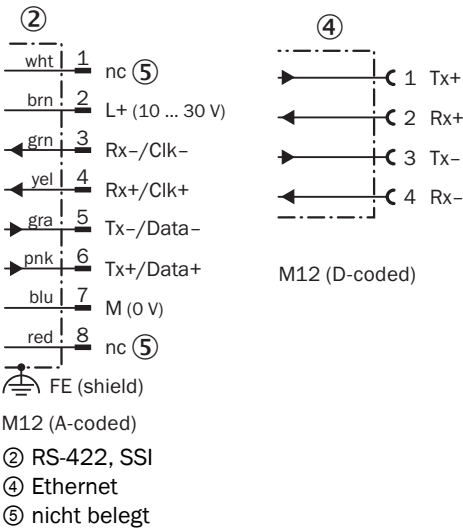 ②
wht 1 nc ⑤
brn 2 L+ (10 ... 30 V)
grn 3 Rx–/Clk–
yel 4 Rx+/Clk+
gra 5 Tx–/Data–
pnk 6 Tx+/Data+
blu 7 M (0 V)
red 8 nc ⑤
FE (shield)
M12 (A-coded)
④
1 Tx+
2 Rx+
3 Tx–
4 Rx–
M12 (D-coded)
② RS-422, SSI
④ Ethernet
⑤ nicht belegt